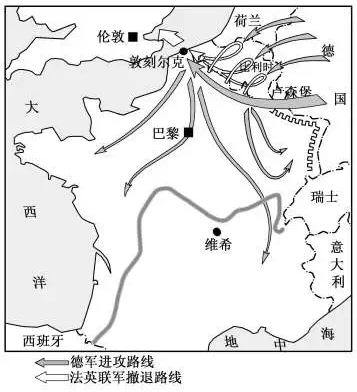 荷兰
伦敦
德
敦刻尔克
比利时
卢森堡
大
国
巴黎
瑞士
西
维希
意大利
洋
西班牙
地中海
德军进攻路线
法英联军撤退路线